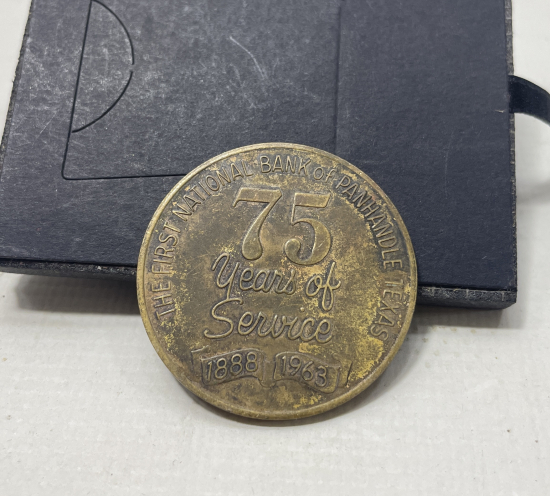 THE FIRST NATIONAL BANK OF PANHANDLE TEXAS
75
Years of
Service
1888 1963